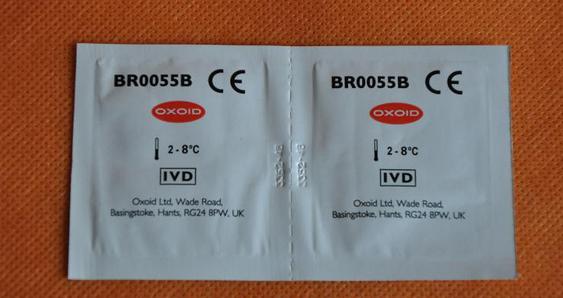 BR0055B CE
OXOID
2 - 8°C
IVD
Oxoid Ltd, Wade Road,
Basingstoke, Hants, RG24 8PW, UK
BR0055B CE
OXOID
2 - 8°C
IVD
Oxoid Ltd, Wade Road,
Basingstoke, Hants, RG24 8PW, UK